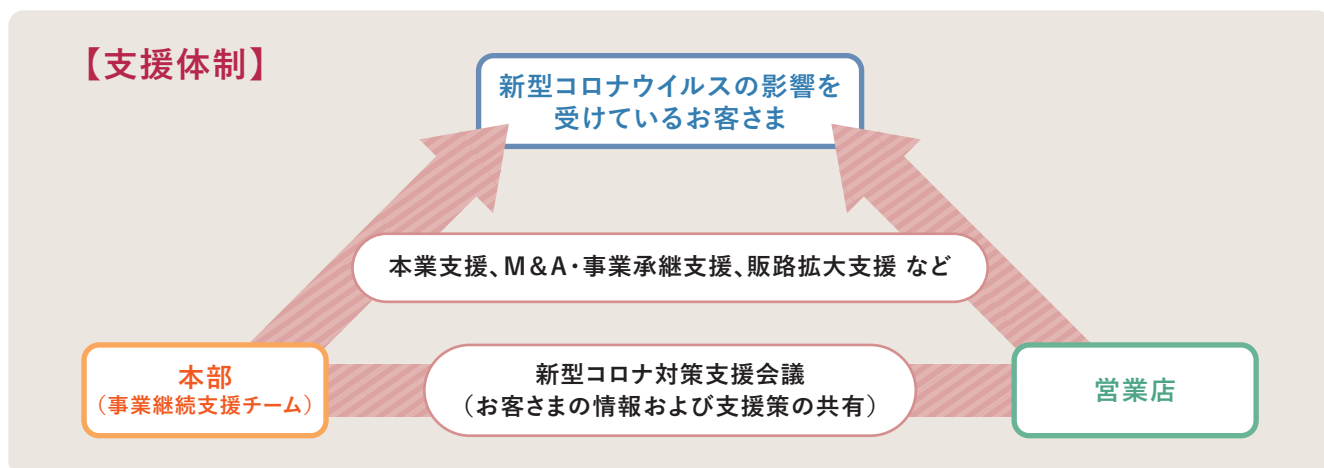 【支援体制】
新型コロナウイルスの影響を
受けているお客さま
本業支援、M&A・事業承継支援、販路拡大支援 など
本部
（事業継続支援チーム）
新型コロナ対策支援会議
（お客さまの情報および支援策の共有）
営業店